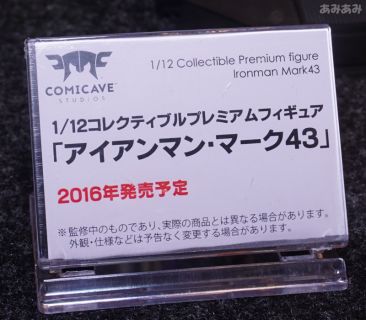 あみあみ
COMICAVE
STUDIOS
1/12 Collectible Premium figure
Ironman Mark43
1/12コレクティブルプレミアムフィギュア
「アイアンマン・マーク43」
2016年発売予定
※監修中のものであり、実際の商品とは異なる場合があります。
外観・仕様などは予告なく変更する場合があります。